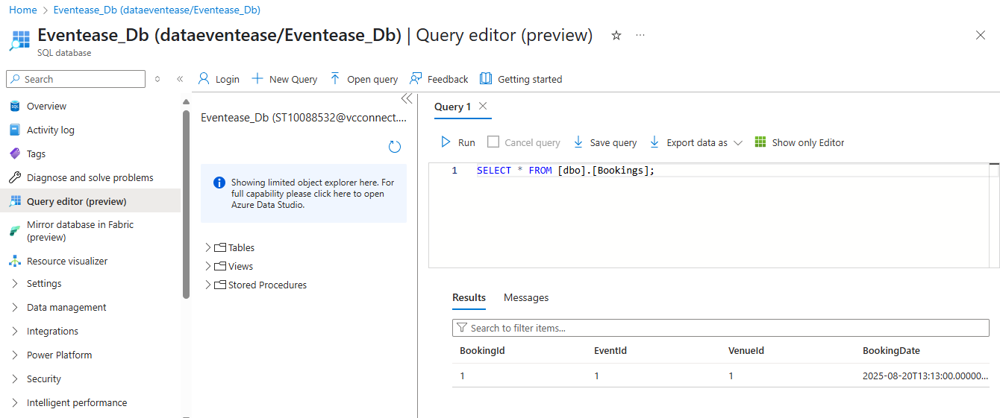 Home > Eventease_Db (dataeventease/Eventease_Db)
Eventease_Db (dataeventease/Eventease_Db) | Query editor (preview)
SQL database
Search
Login
New Query
Open query
Feedback
Getting started
Overview
Activity log
Tags
Diagnose and solve problems
Query editor (preview)
Mirror database in Fabric
(preview)
Resource visualizer
Settings
Data management
Integrations
Power Platform
Security
Intelligent performance
Eventease_Db (ST10088532@vcconnect....
Showing limited object explorer here. For
full capability please click here to open
Azure Data Studio.
Tables
Views
Stored Procedures
Query 1
Run
Cancel query
Save query
Export data as
Show only Editor
1 SELECT * FROM [dbo].[Bookings];
Results Messages
Search to filter items...
BookingId EventId VenueId BookingDate
1 1 1 2025-08-20T13:13:00.00000...